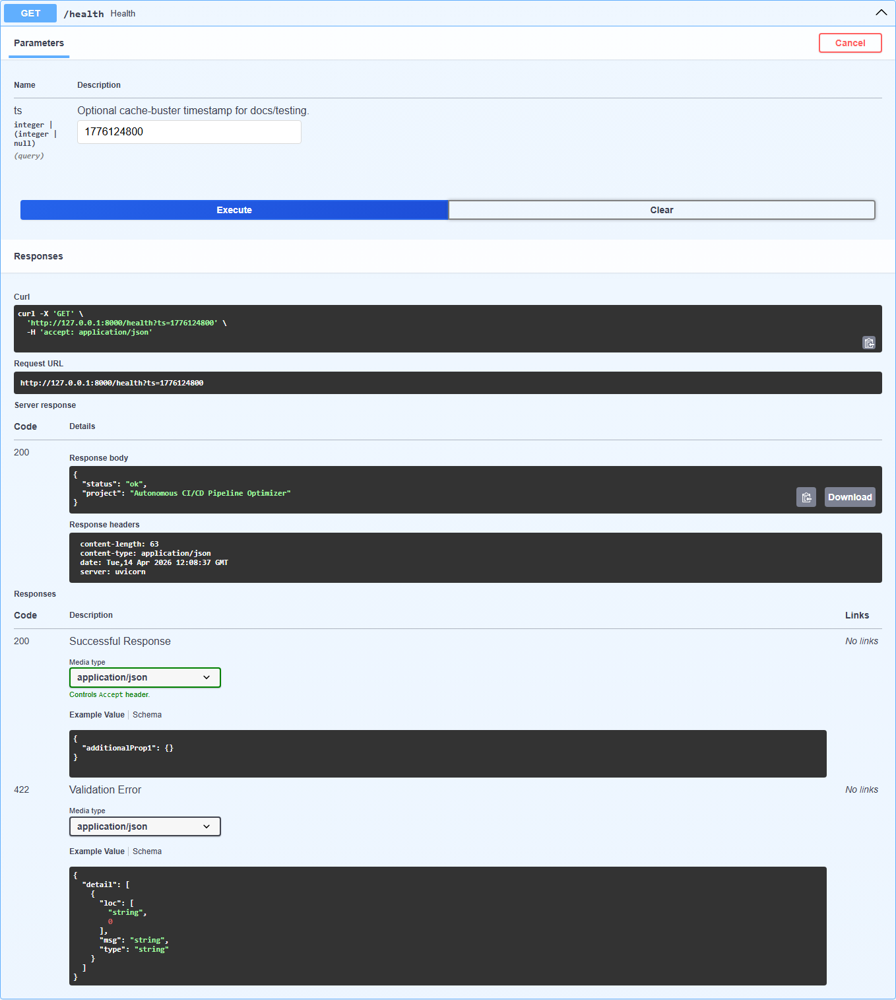 GET /health Health
Parameters
Cancel
Name Description
ts
integer |
(integer |
null)
(query)
Optional cache-buster timestamp for docs/testing.
1776124800
Execute
Clear
Responses
Curl
curl -X 'GET' \
  'http://127.0.0.1:8000/health?ts=1776124800' \
  -H 'accept: application/json'
Request URL
http://127.0.0.1:8000/health?ts=1776124800
Server response
Code Details
200
Response body
{
  "status": "ok",
  "project": "Autonomous CI/CD Pipeline Optimizer"
}
Download
Response headers
content-length: 63
content-type: application/json
date: Tue,14 Apr 2026 12:08:37 GMT
server: uvicorn
Responses
Code Description Links
200 Successful Response No links
Media type
application/json
Controls Accept header.
Example Value Schema
{
  "additionalProp1": {}
}
422 Validation Error No links
Media type
application/json
Example Value Schema
{
  "detail": [
    {
      "loc": [
        "string",
        0
      ],
      "msg": "string",
      "type": "string"
    }
  ]
}